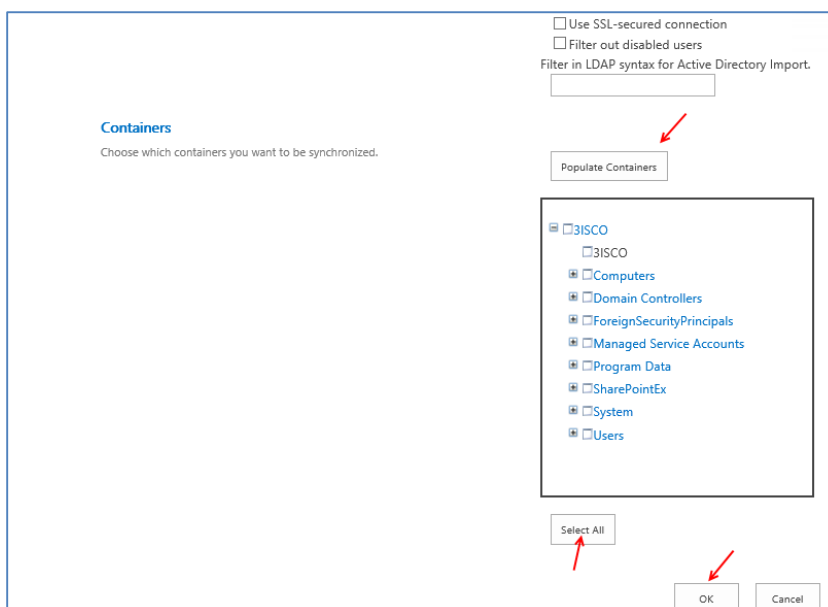 Use SSL-secured connection
Filter out disabled users
Filter in LDAP syntax for Active Directory Import.
Containers
Choose which containers you want to be synchronized.
Populate Containers
3ISCO
3ISCO
Computers
Domain Controllers
ForeignSecurityPrincipals
Managed Service Accounts
Program Data
SharePointEx
System
Users
Select All
OK
Cancel